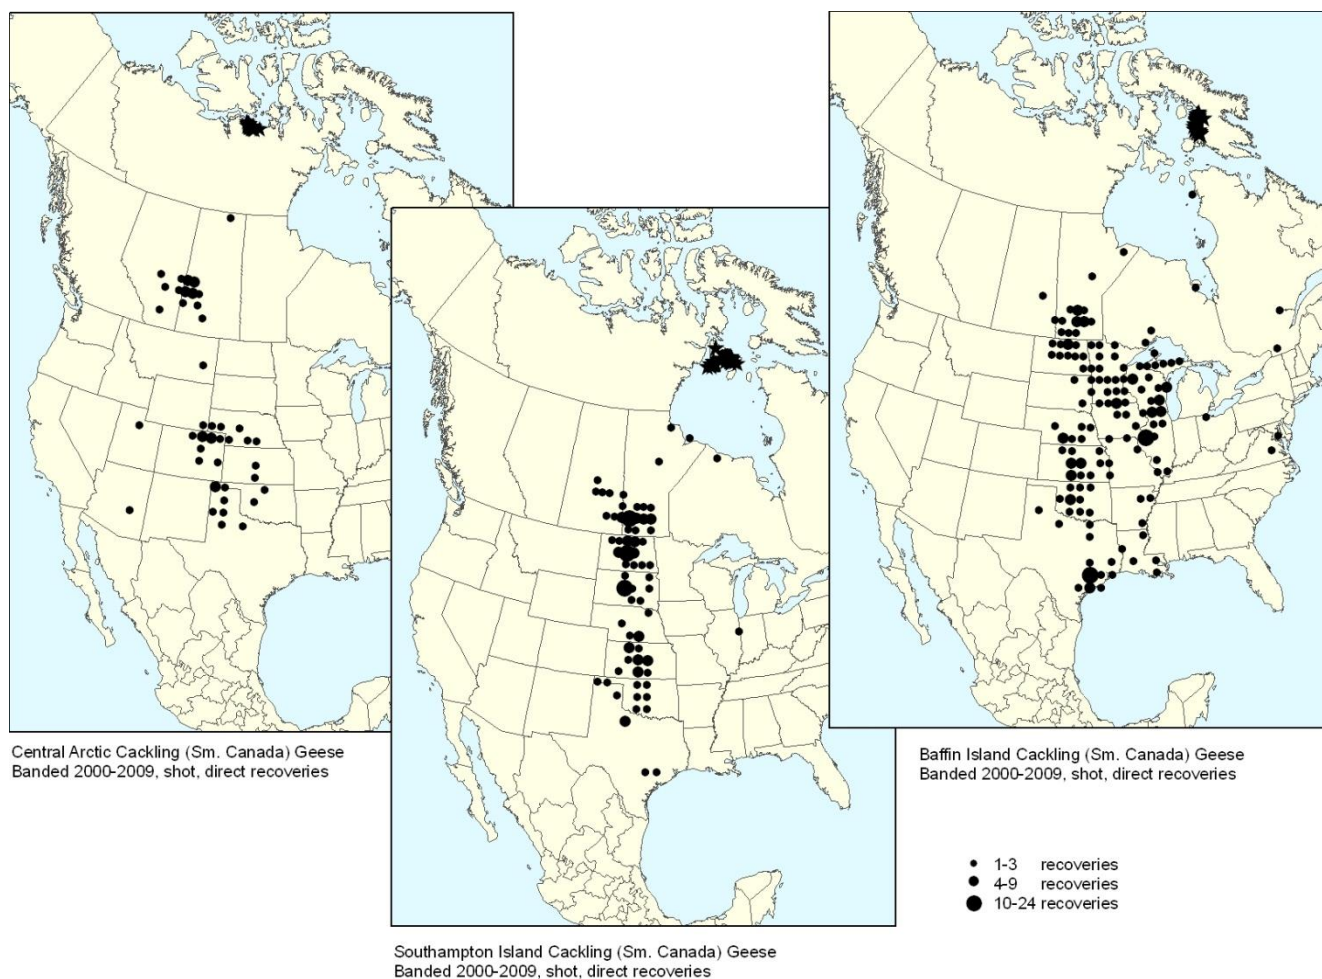 Central Arctic Cackling (Sm. Canada) Geese
Banded 2000-2009, shot, direct recoveries
Southampton Island Cackling (Sm. Canada) Geese
Banded 2000-2009, shot, direct recoveries
Baffin Island Cackling (Sm. Canada) Geese
Banded 2000-2009, shot, direct recoveries
1-3 recoveries
4-9 recoveries
10-24 recoveries